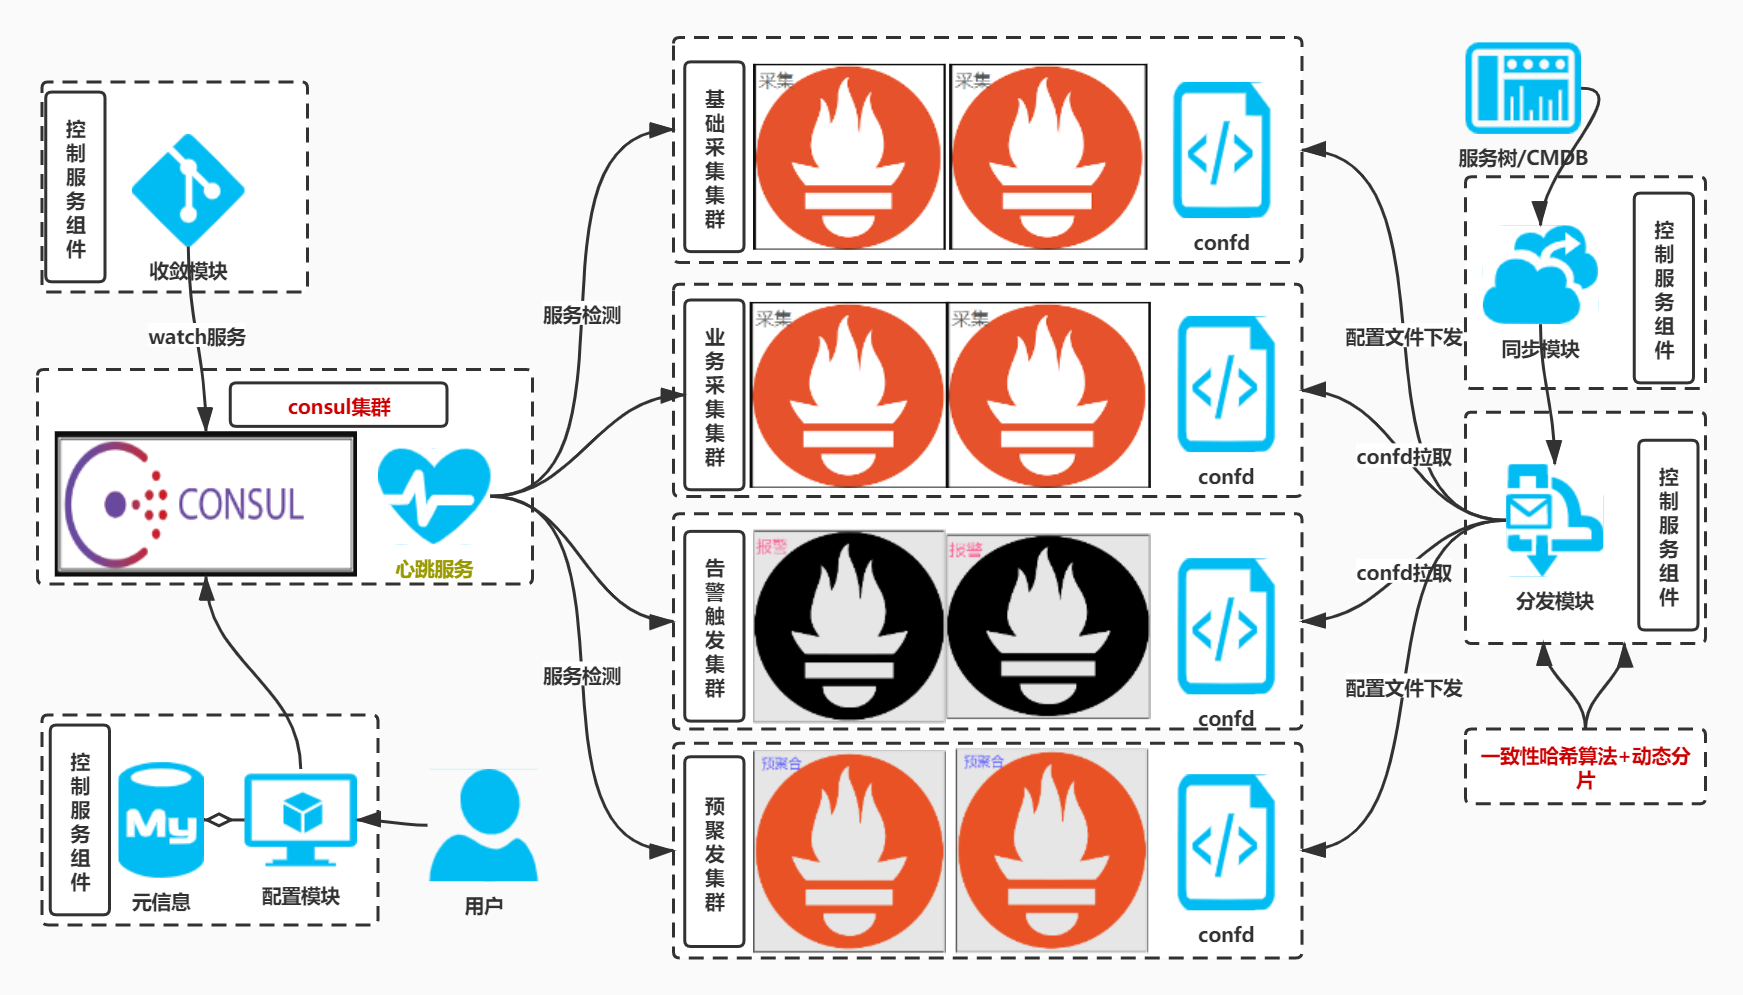 控制服务组件
收敛模块
watch服务
consul集群
CONSUL
心跳服务
控制服务组件
My
元信息
配置模块
用户
服务检测
服务检测
基础采集集群
采集
采集
confd
业务采集集群
采集
采集
confd
告警触发集群
报警
报警
confd
预聚发集群
预聚合
预聚合
confd
配置文件下发
confd拉取
confd拉取
配置文件下发
服务树/CMDB
控制服务组件
同步模块
控制服务组件
分发模块
一致性哈希算法+动态分
片